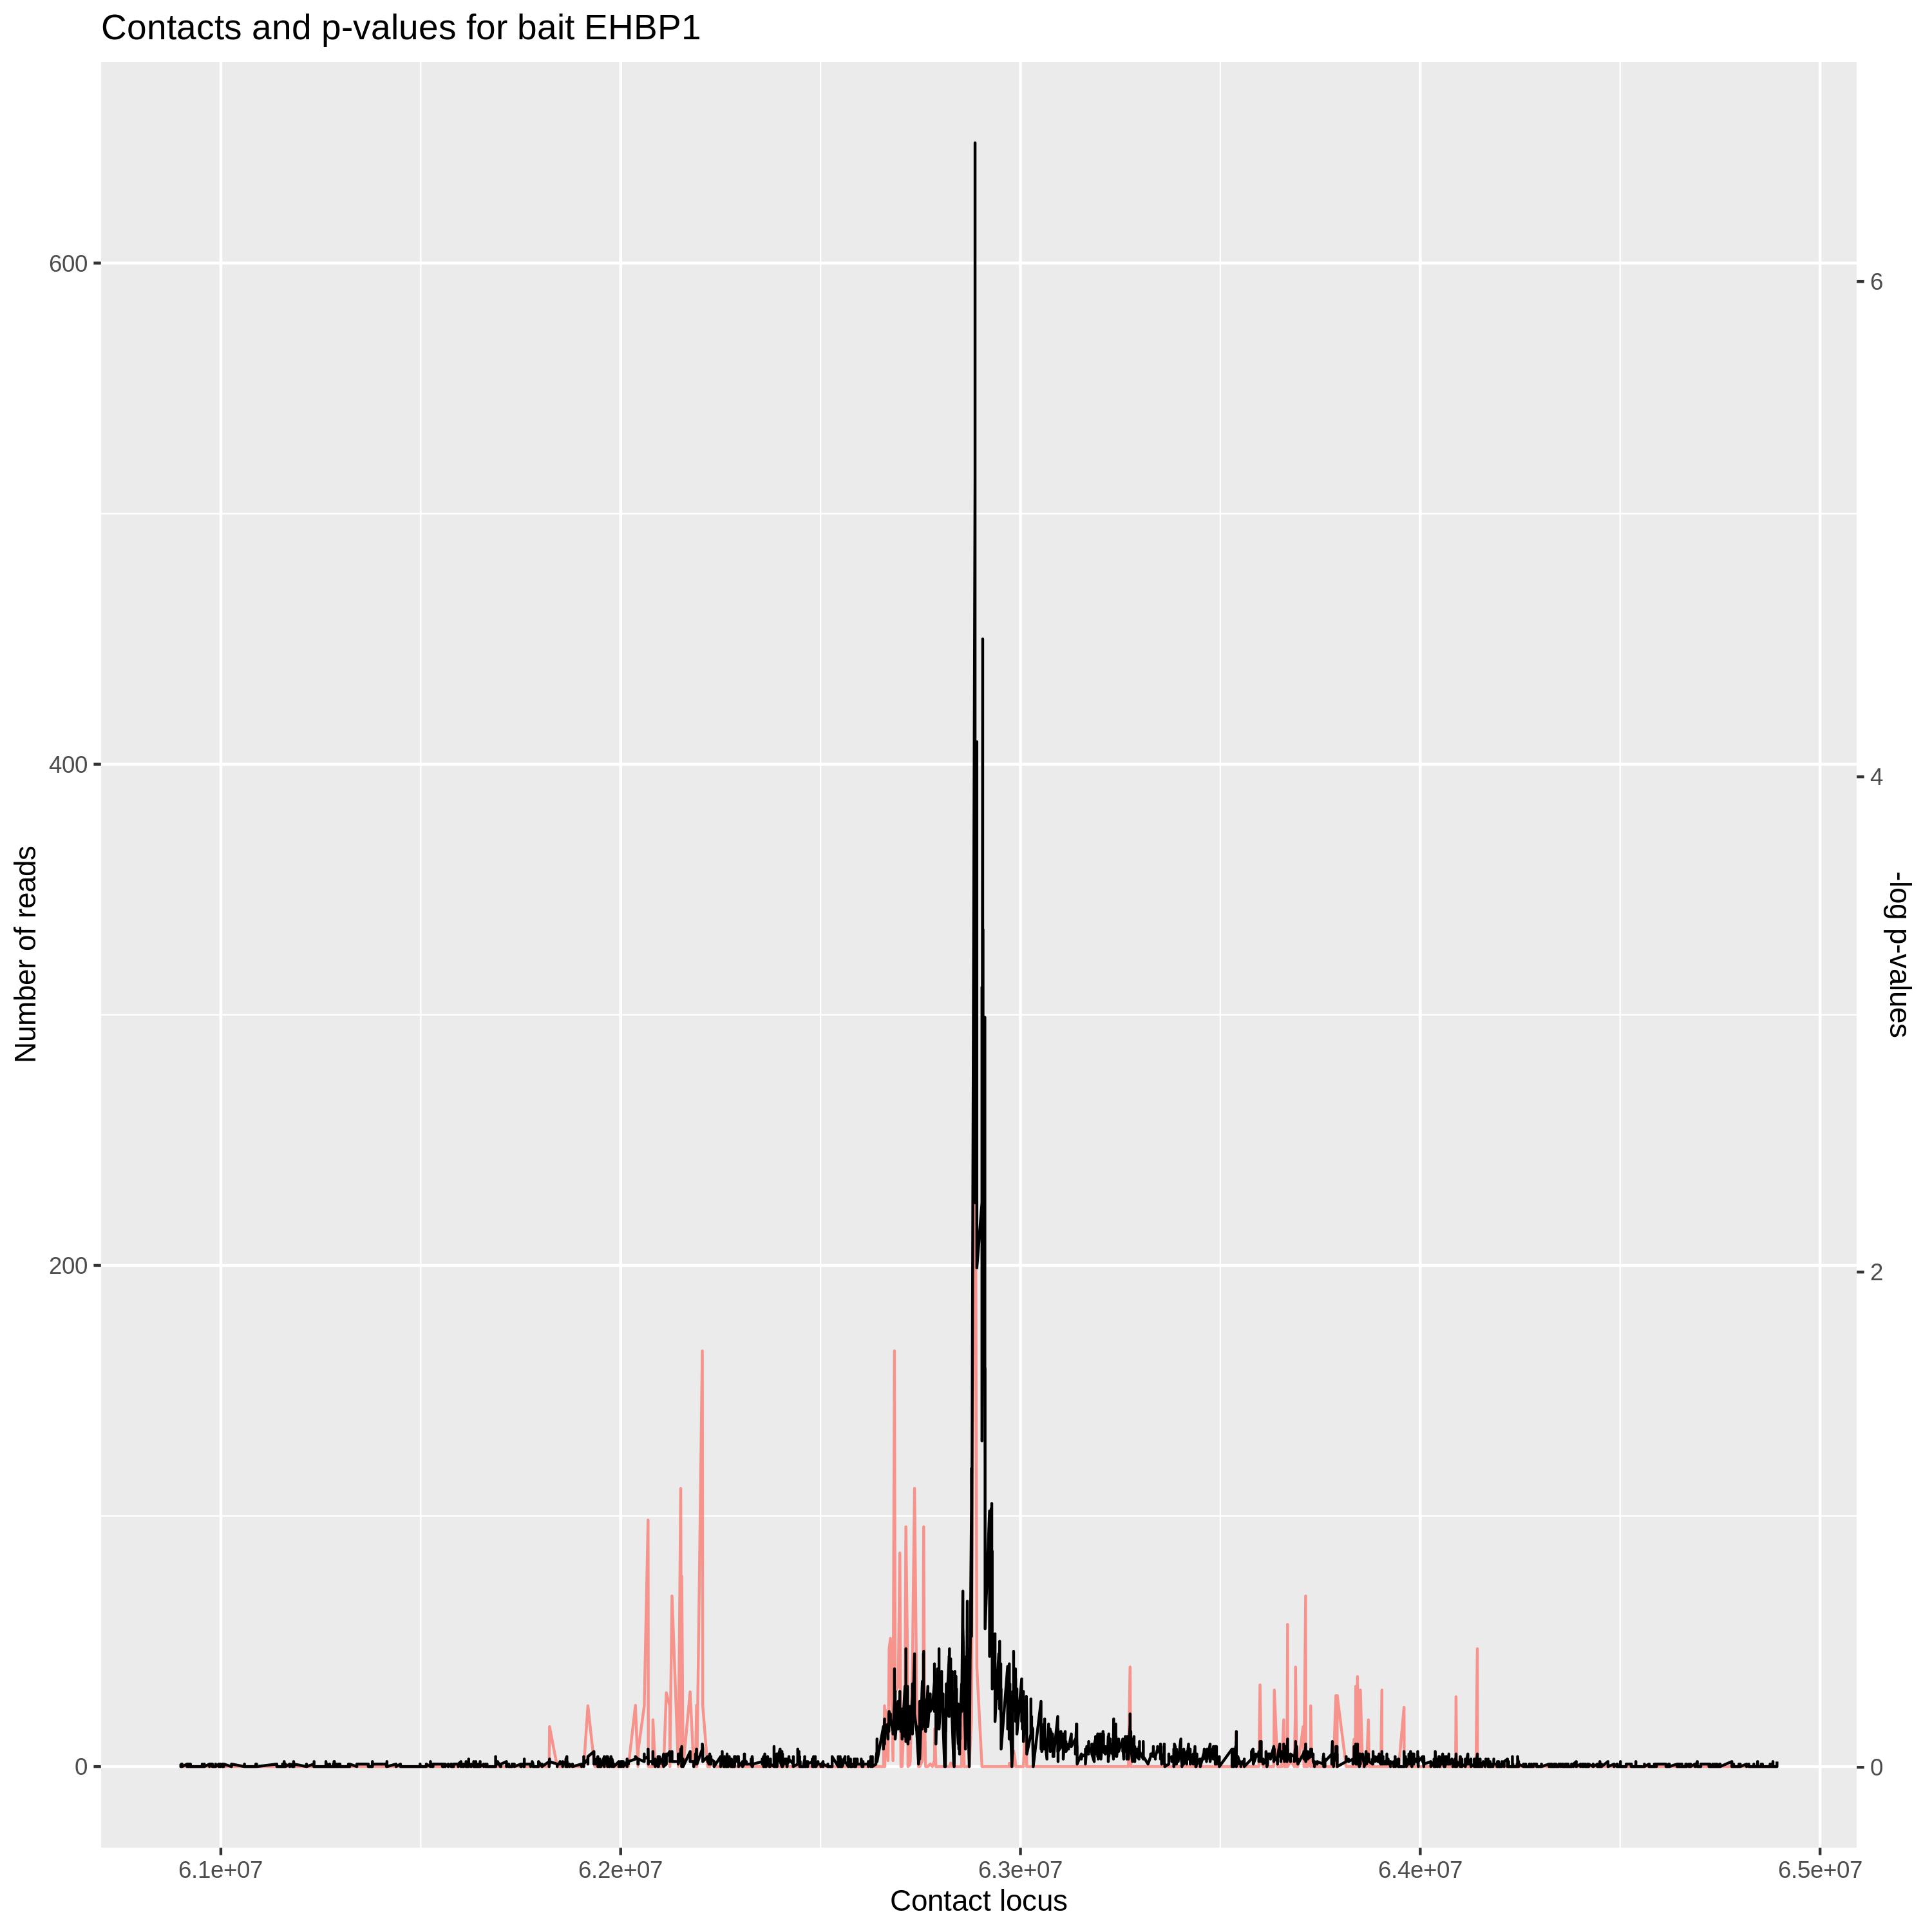 Contacts and p-values for bait EHBP1
600
400
200
0
6
4
2
0
Number of reads
-log p-values
6.1e+07 6.2e+07 6.3e+07 6.4e+07 6.5e+07
Contact locus